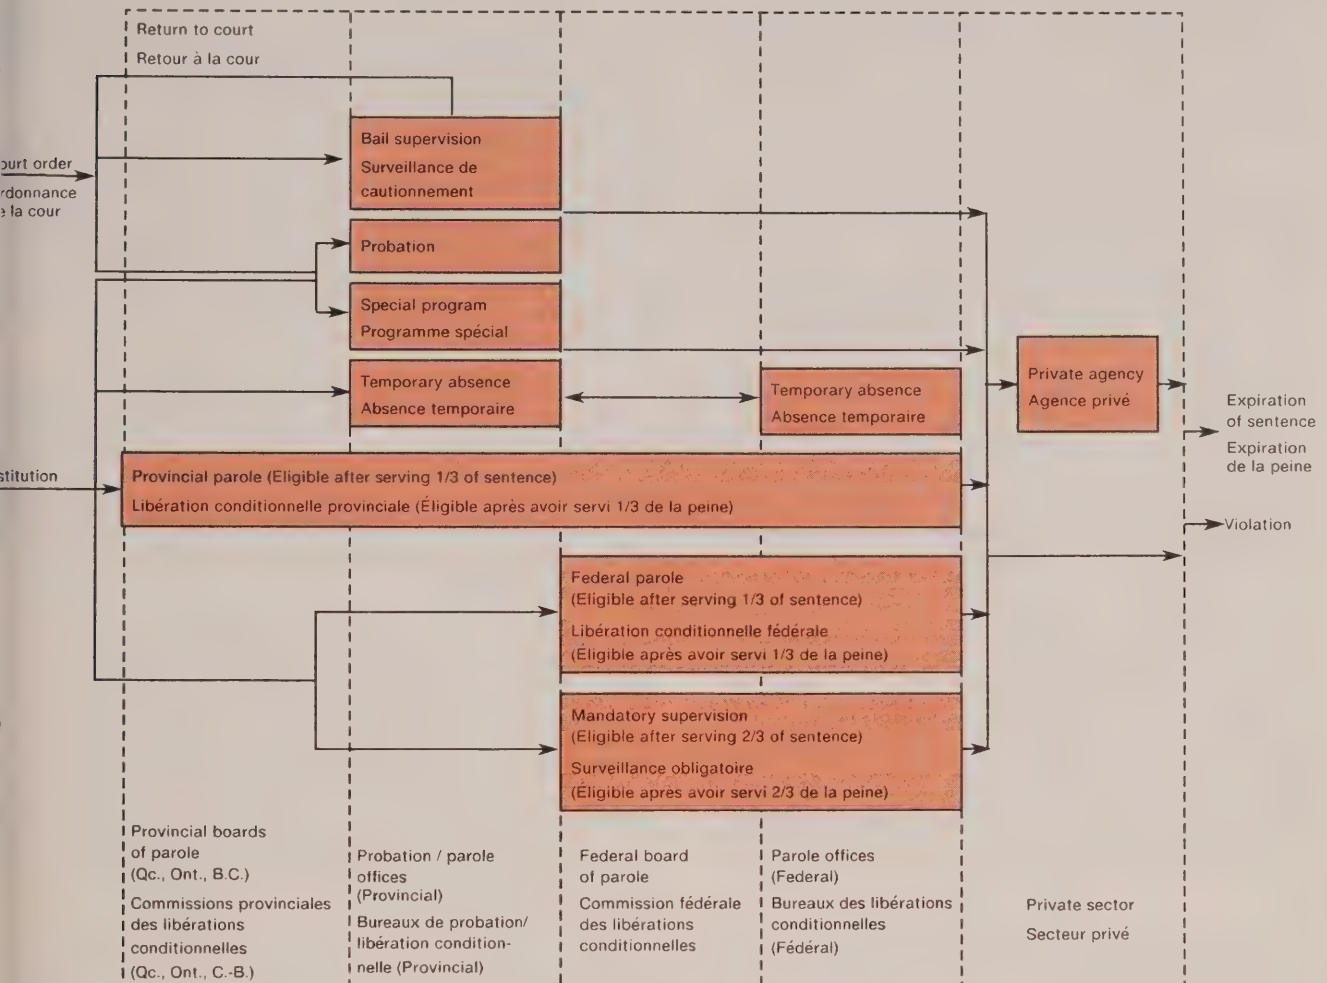 Return to court
Retour à la cour
Bail supervision
Surveillance de
cautionnement
order
la cour
Probation
Special program
Programme spécial
Temporary absence
Absence temporaire
Temporary absence
Absence temporaire
Private agency
Agence privé
Expiration
of sentence
Expiration
de la peine
Provincial parole (Eligible after serving 1/3 of sentence)
Libération conditionnelle provinciale (Éligible après avoir servi 1/3 de la peine)
Violation
Federal parole
(Eligible after serving 1/3 of sentence)
Libération conditionnelle fédérale
(Éligible après avoir servi 1/3 de la peine)
Mandatory supervision
(Eligible after serving 2/3 of sentence)
Surveillance obligatoire
(Éligible après avoir servi 2/3 de la peine)
Provincial boards
of parole
(Qc., Ont., B.C.)
Commissions provinciales
des libérations
conditionnelles
(Qc., Ont., C.-B.)
Probation / parole
offices
(Provincial)
Bureaux de probation/
libération condition-
nelle (Provincial)
Federal board
of parole
Commission fédérale
des libérations
conditionnelles
Parole offices
(Federal)
Bureaux des libérations
conditionnelles
(Fédéral)
Private sector
Secteur privé